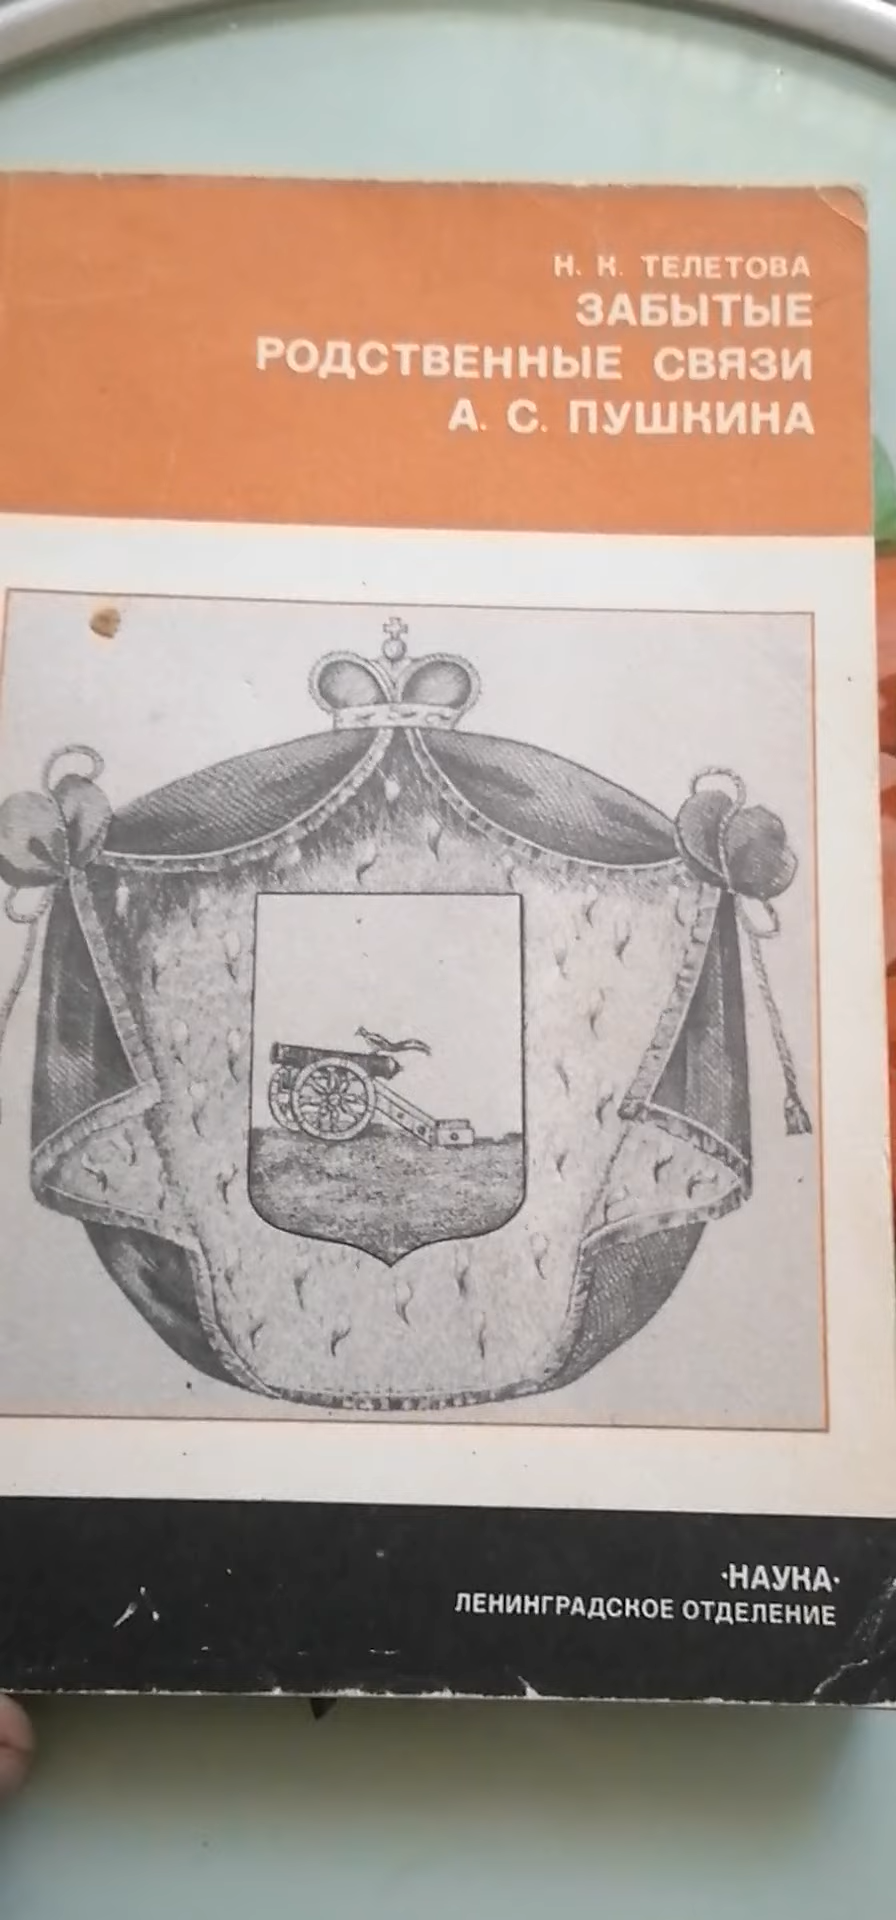 Н. К. ТЕЛЕТОВА
ЗАБЫТЫЕ
РОДСТВЕННЫЕ СВЯЗИ
А. С. ПУШКИНА
·НАУКА·
ЛЕНИНГРАДСКОЕ ОТДЕЛЕНИЕ